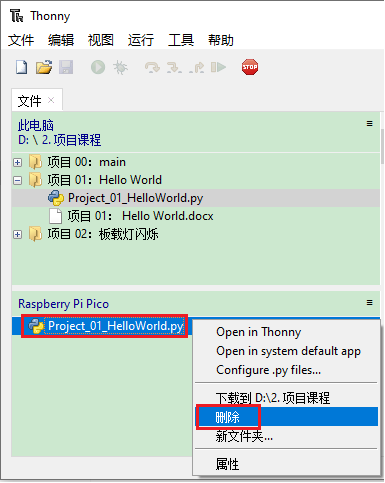 Thonny
文件 编辑 视图 运行 工具 帮助
STOP
文件 ×
此电脑
D: \ 2. 项目课程
项目 00：main
项目 01：Hello World
Project_01_HelloWorld.py
项目 01： Hello World.docx
项目 02：板载灯闪烁
Raspberry Pi Pico
Project_01_HelloWorld.py
Open in Thonny
Open in system default app
Configure .py files...
下载到 D:\2. 项目课程
删除
新文件夹...
属性